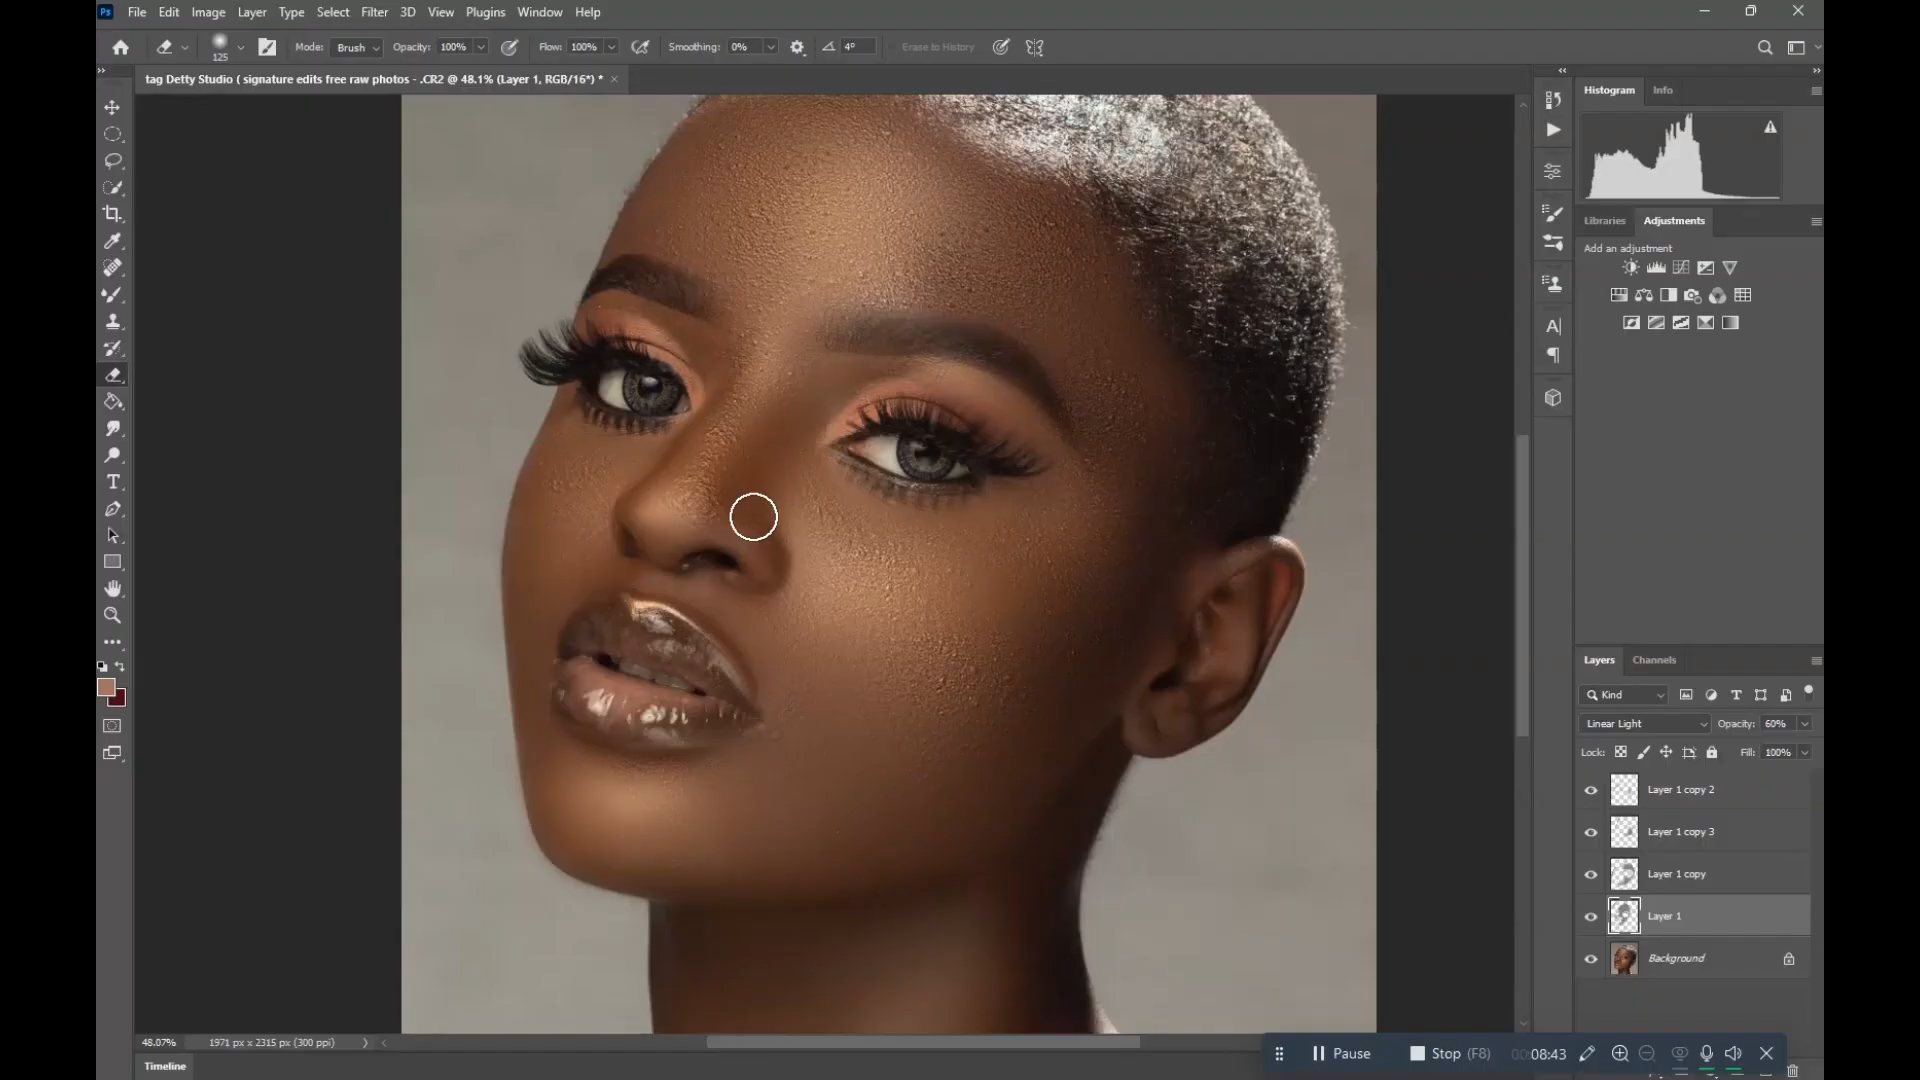 Ps File Edit Image Layer Type Select Filter 3D View Plugins Window Help
125 Mode: Brush Opacity: 100% Flow: 100% Smoothing: 0% 4° Erase to History
tag Detty Studio ( signature edits free raw photos - .CR2 @ 48.1% (Layer 1, RGB/16*) * ×
Histogram Info
Libraries Adjustments
Add an adjustment
Layers Channels
Kind
Linear Light Opacity: 60%
Lock: Fill: 100%
Layer 1 copy 2
Layer 1 copy 3
Layer 1 copy
Layer 1
Background
48.07% 1971 px x 2315 px (300 ppi)
Pause Stop (F8) 00:08:43
Timeline